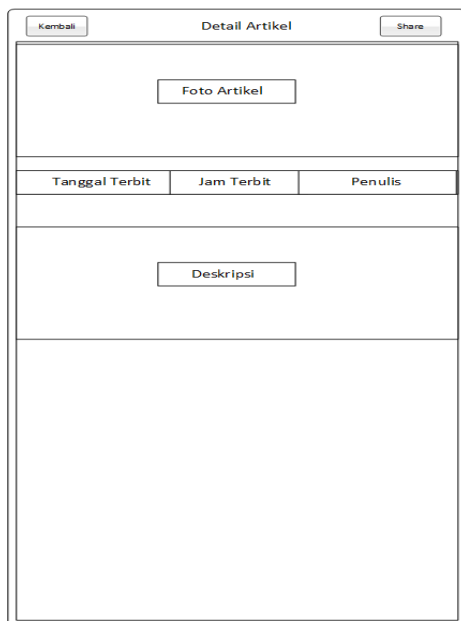 Kembali Detail Artikel Share
Foto Artikel
Tanggal Terbit Jam Terbit Penulis
Deskripsi